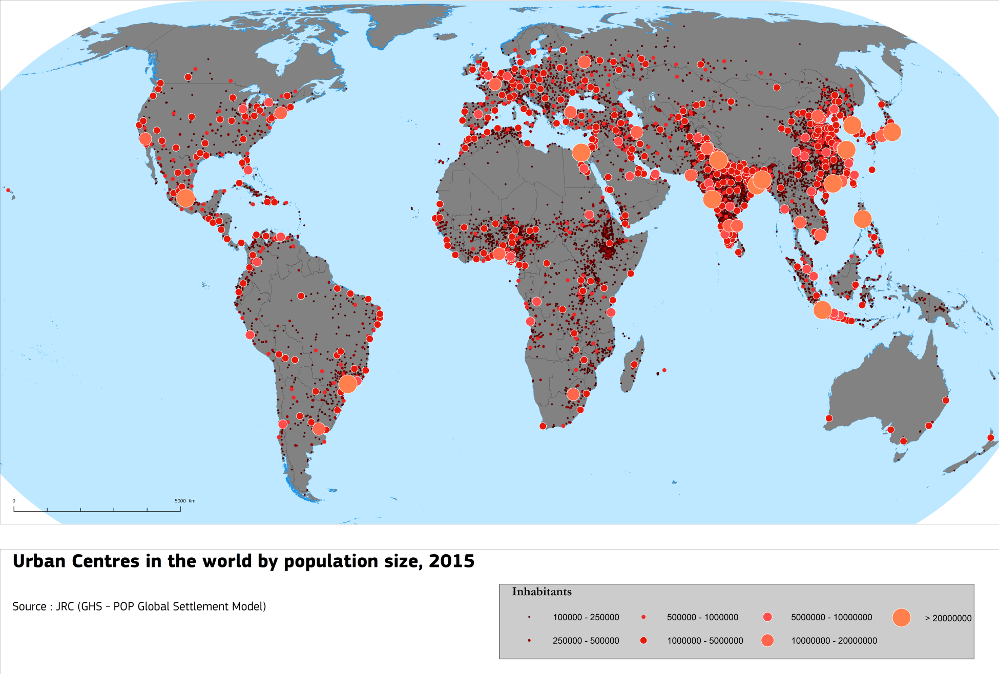 0 5000 Km
Urban Centres in the world by population size, 2015
Source : JRC (GHS - POP Global Settlement Model)
Inhabitants
100000 - 250000
500000 - 1000000
5000000 - 10000000
> 20000000
250000 - 500000
1000000 - 5000000
10000000 - 20000000